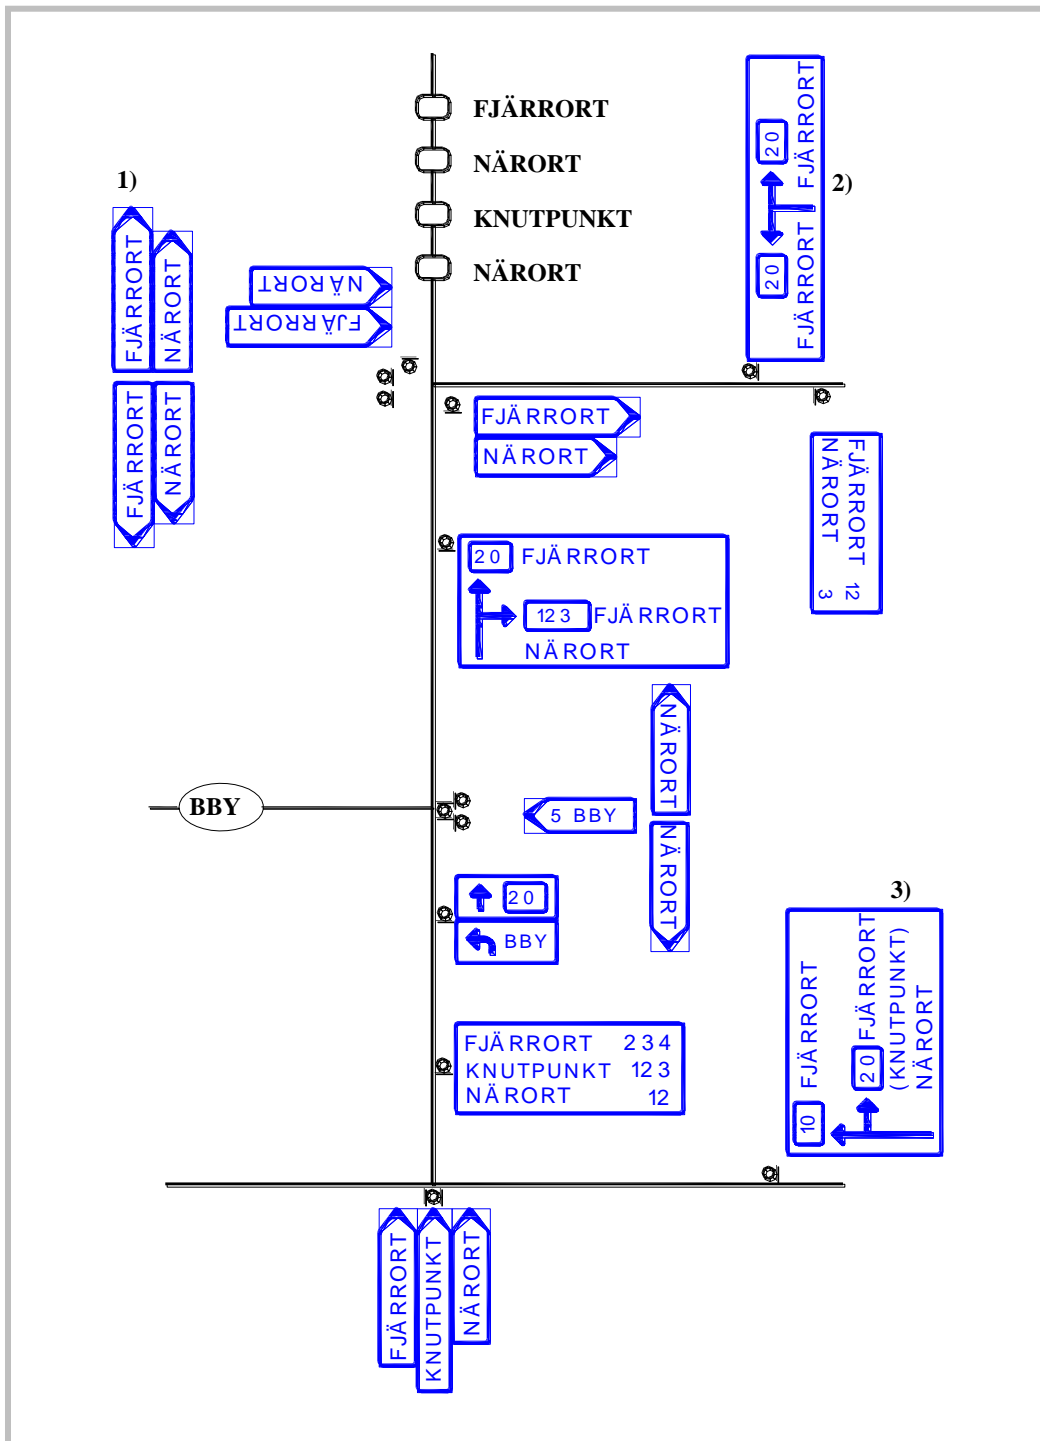 FJÄRRORT
NÄRORT
KNUTPUNKT
NÄRORT
1)
FJÄRRORT
NÄRORT
FJÄRRORT
NÄRORT
NÄRORT
FJÄRRORT
2)
20 FJÄRRORT
20 FJÄRRORT
FJÄRRORT
NÄRORT
FJÄRRORT 12
NÄRORT 3
20 FJÄRRORT
123 FJÄRRORT
NÄRORT
NÄRORT
NÄRORT
BBY
5 BBY
20
BBY
FJÄRRORT 234
KNUTPUNKT 123
NÄRORT 12
3)
10 FJÄRRORT
20 FJÄRRORT
(KNUTPUNKT)
NÄRORT
FJÄRRORT
KNUTPUNKT
NÄRORT